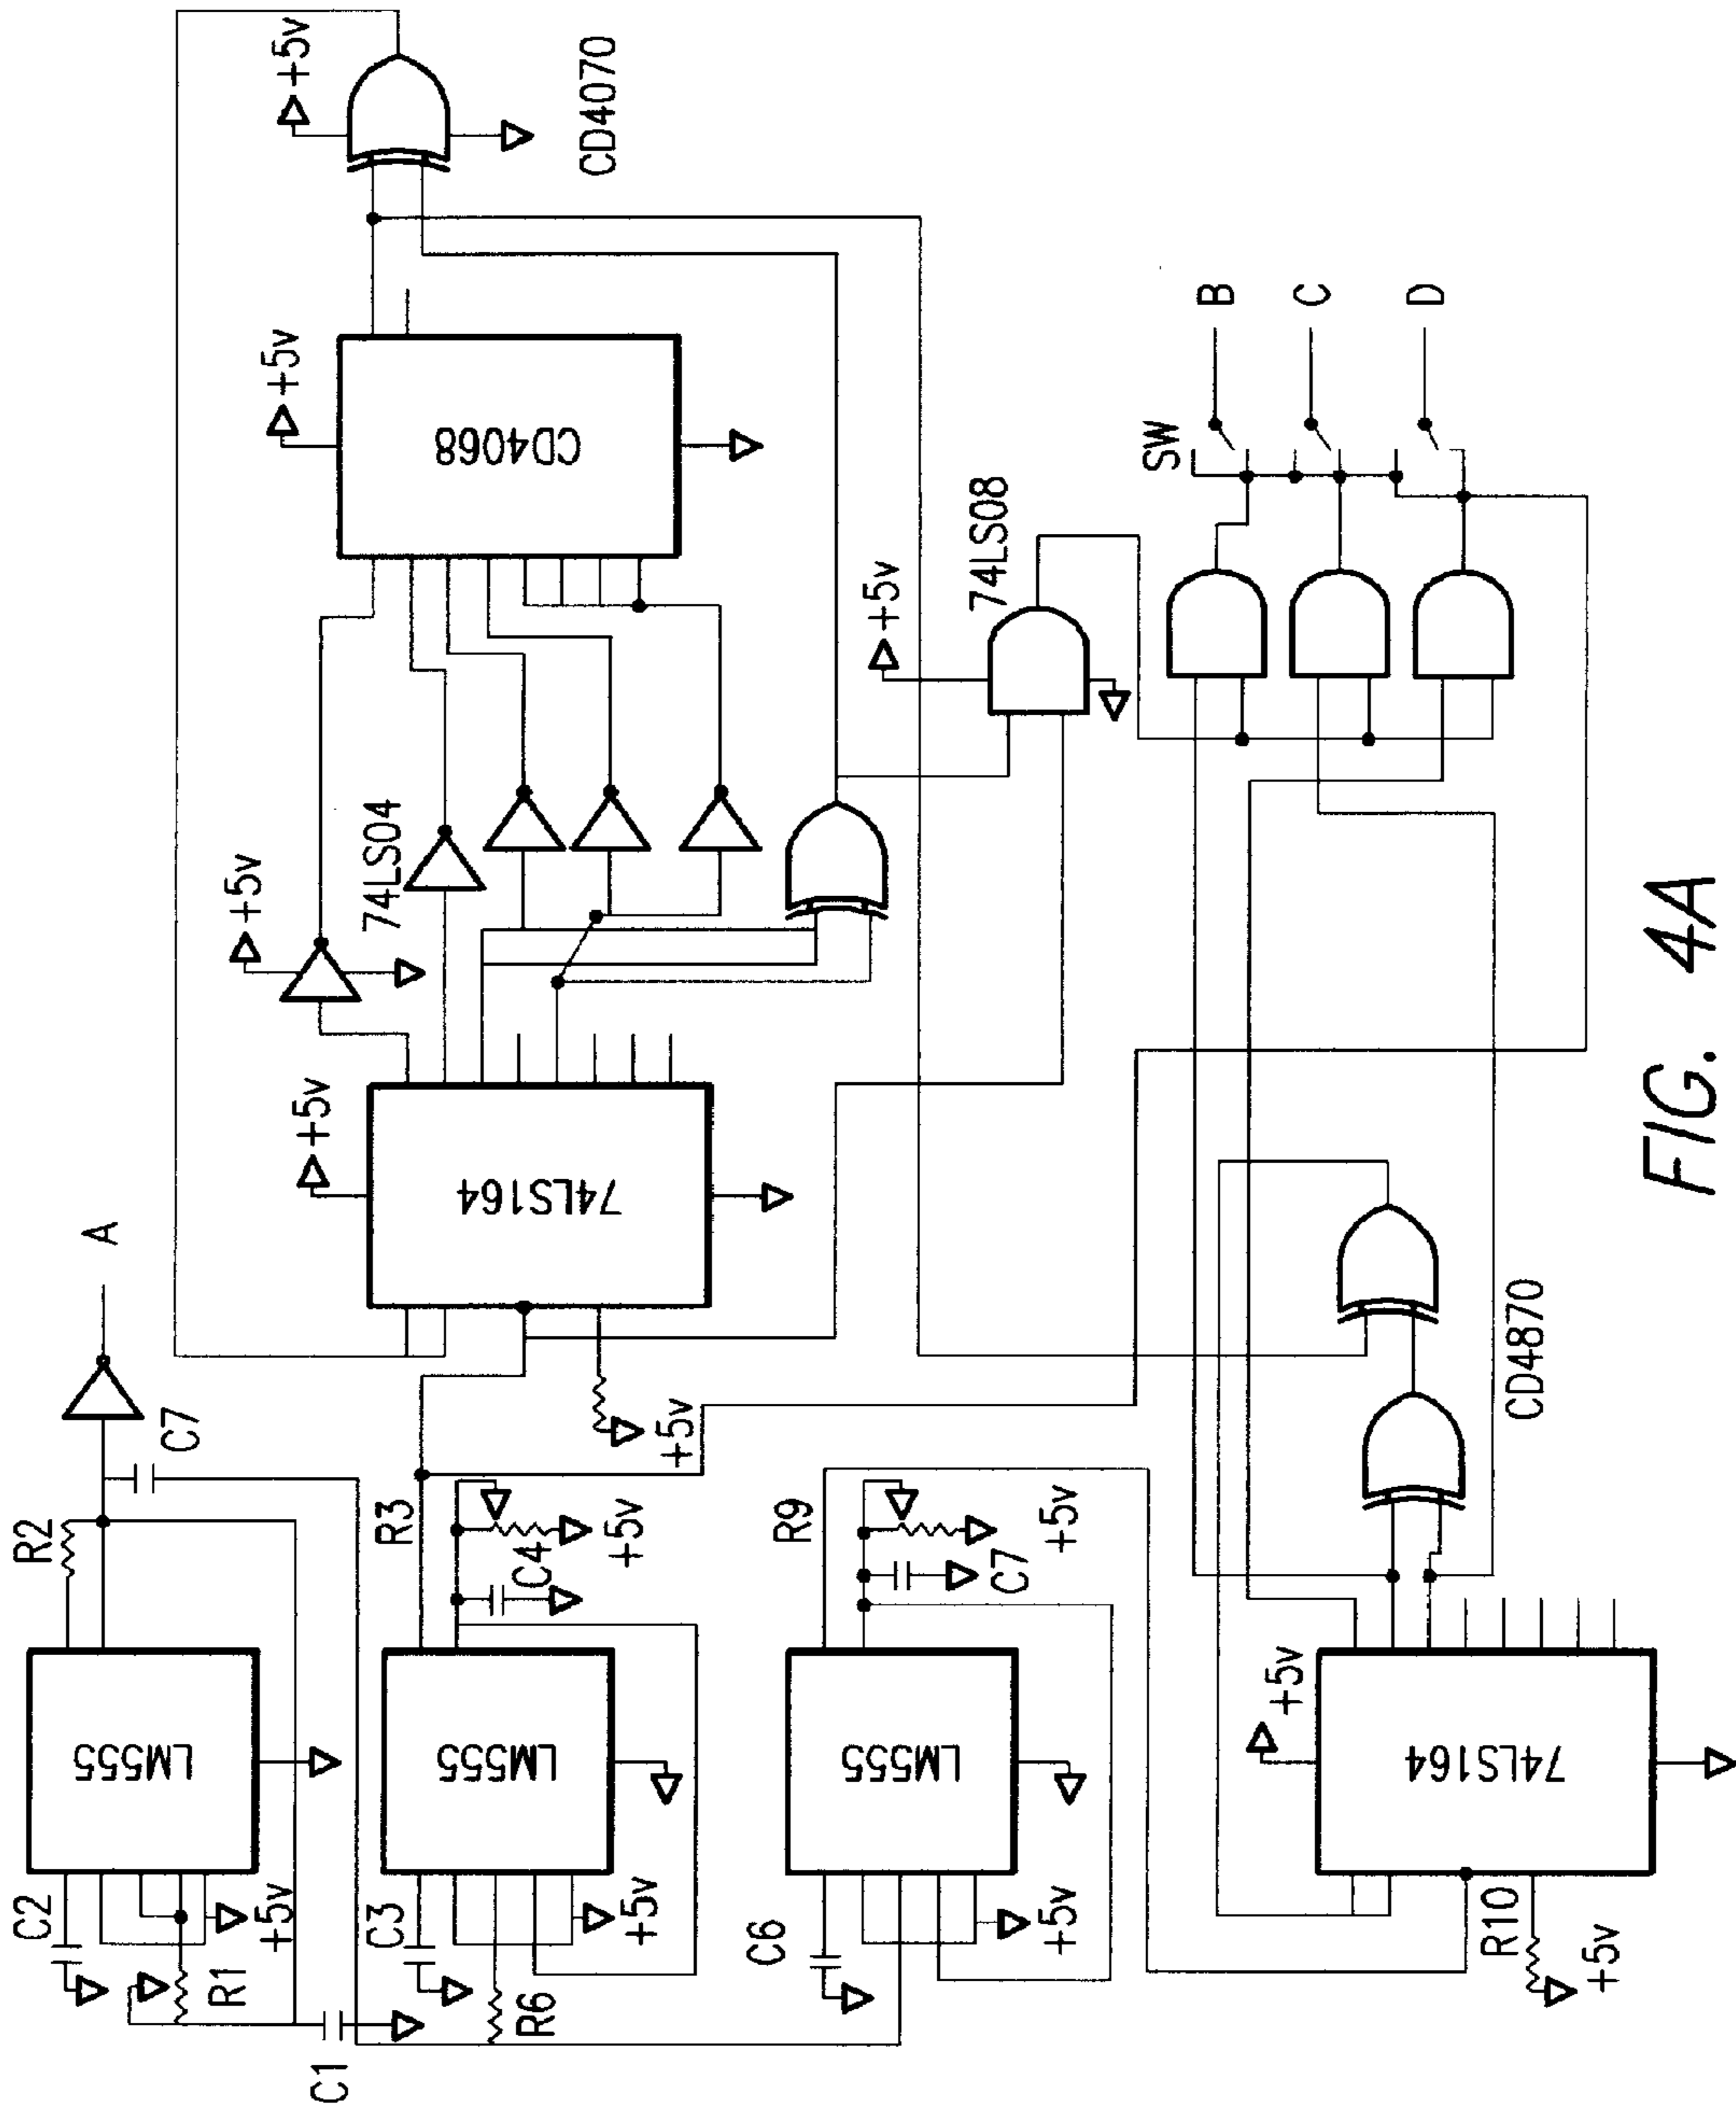 C2
+5v
R1
C1
LM555
R2
C7
A
C3
+5v
R6
LM555
R3
C4
+5v
+5v
74LS164
+5v
+5v
74LS04
+5v
CD4068
+5v
CD4070
C6
+5v
LM555
R9
C7
+5v
+5v
74LS08
R10
+5v
74LS164
+5v
CD4870
SW
B
C
D
FIG. 4A